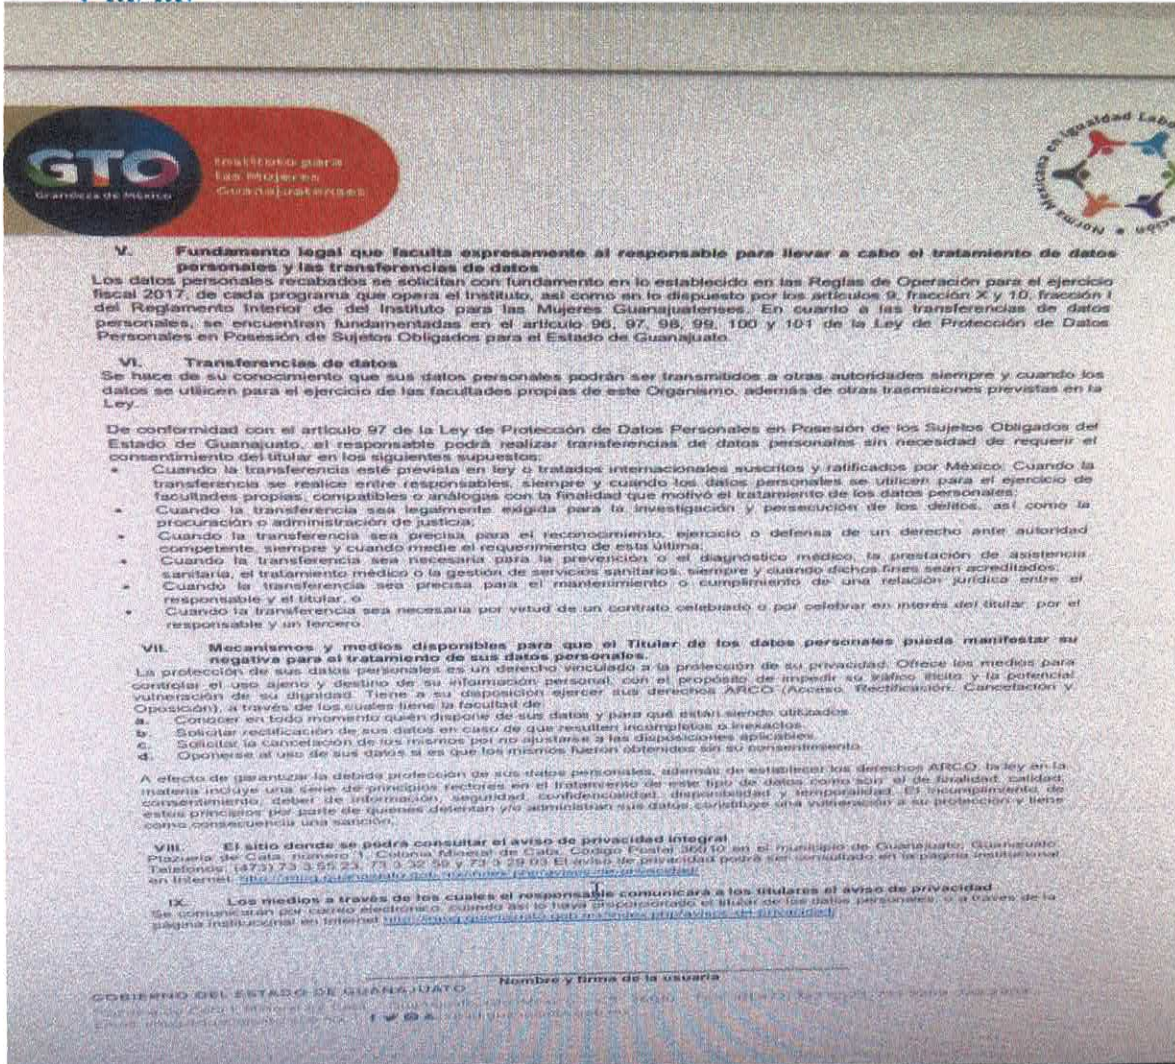 GTO
Grandeza de México
Instituto para
las Mujeres
Guanajuatenses
Norma Mexicana en Igualdad Labo
V. Fundamento legal que faculta expresamente al responsable para llevar a cabo el tratamiento de datos
personales y las transferencias de datos
Los datos personales recabados se solicitan con fundamento en lo establecido en las Reglas de Operación para el ejercicio
fiscal 2017, de cada programa que opera el Instituto, así como en lo dispuesto por los artículos 9, fracción X y 10, fracción I
del Reglamento Interior de del Instituto para las Mujeres Guanajuatenses. En cuanto a las transferencias de datos
personales, se encuentran fundamentadas en el artículo 96, 97, 98, 99, 100 y 101 de la Ley de Protección de Datos
Personales en Posesión de Sujetos Obligados para el Estado de Guanajuato.
VI. Transferencias de datos
Se hace de su conocimiento que sus datos personales podrán ser transmitidos a otras autoridades siempre y cuando los
datos se utilicen para el ejercicio de las facultades propias de este Organismo, además de otras trasmisiones previstas en la
Ley.
De conformidad con el artículo 97 de la Ley de Protección de Datos Personales en Posesión de los Sujetos Obligados del
Estado de Guanajuato, el responsable podrá realizar transferencias de datos personales sin necesidad de requerir el
consentimiento del titular en los siguientes supuestos:
• Cuando la transferencia esté prevista en ley o tratados internacionales suscritos y ratificados por México; Cuando la
transferencia se realice entre responsables, siempre y cuando los datos personales se utilicen para el ejercicio de
facultades propias, compatibles o análogas con la finalidad que motivó el tratamiento de los datos personales;
• Cuando la transferencia sea legalmente exigida para la investigación y persecución de los delitos, así como la
procuración o administración de justicia;
• Cuando la transferencia sea precisa para el reconocimiento, ejercicio o defensa de un derecho ante autoridad
competente, siempre y cuando medie el requerimiento de esta última;
• Cuando la transferencia sea necesaria para la prevención o el diagnóstico médico, la prestación de asistencia
sanitaria, el tratamiento médico o la gestión de servicios sanitarios, siempre y cuando dichos fines sean acreditados;
• Cuando la transferencia sea precisa para el mantenimiento o cumplimiento de una relación jurídica entre el
responsable y el titular, o
• Cuando la transferencia sea necesaria por virtud de un contrato celebrado o por celebrar en interés del titular, por el
responsable y un tercero.
VII. Mecanismos y medios disponibles para que el Titular de los datos personales pueda manifestar su
negativa para el tratamiento de sus datos personales.
La protección de sus datos personales es un derecho vinculado a la protección de su privacidad. Ofrece los medios para
controlar el uso ajeno y destino de su información personal, con el propósito de impedir su tráfico ilícito y la potencial
vulneración de su dignidad. Tiene a su disposición ejercer sus derechos ARCO (Acceso, Rectificación, Cancelación y
Oposición), a través de los cuales tiene la facultad de:
a. Conocer en todo momento quién dispone de sus datos y para qué están siendo utilizados.
b. Solicitar rectificación de sus datos en caso de que resulten incompletos o inexactos.
c. Solicitar la cancelación de los mismos por no ajustarse a las disposiciones aplicables.
d. Oponerse al uso de sus datos si es que los mismos fueron obtenidos sin su consentimiento.
A efecto de garantizar la debida protección de sus datos personales, además de establecer los derechos ARCO, la ley en la
materia incluye una serie de principios rectores en el tratamiento de este tipo de datos como son: el de finalidad, calidad,
consentimiento, deber de información, seguridad, confidencialidad, disponibilidad y temporalidad. El incumplimiento de
estos principios por parte de quienes detentan y/o administran sus datos constituye una vulneración a su protección y tiene
como consecuencia una sanción.
VIII. El sitio donde se podrá consultar el aviso de privacidad integral
Plazuela de Cata, número 1, Colonia Mineral de Cata, Código Postal 36010 en el municipio de Guanajuato, Guanajuato.
Teléfonos: (473) 73 3 55 23, 73 3 32 56 y 73 3 29 03 El aviso de privacidad podrá ser consultado en la página institucional
en Internet:
IX. Los medios a través de los cuales el responsable comunicará a los titulares el aviso de privacidad
Se comunicarán por correo electrónico, cuando así lo haya proporcionado el titular de los datos personales, o a través de la
página institucional en Internet
Nombre y firma de la usuaria
GOBIERNO DEL ESTADO DE GUANAJUATO